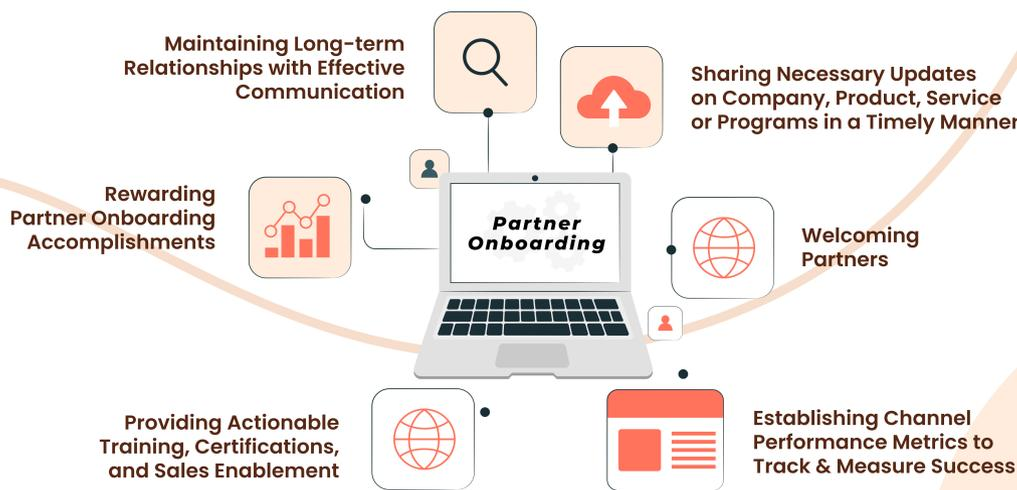 Maintaining Long-term
Relationships with Effective
Communication
Sharing Necessary Updates
on Company, Product, Service
or Programs in a Timely Manner
Rewarding
Partner Onboarding
Accomplishments
Partner
Onboarding
Welcoming
Partners
Providing Actionable
Training, Certifications,
and Sales Enablement
Establishing Channel
Performance Metrics to
Track & Measure Success